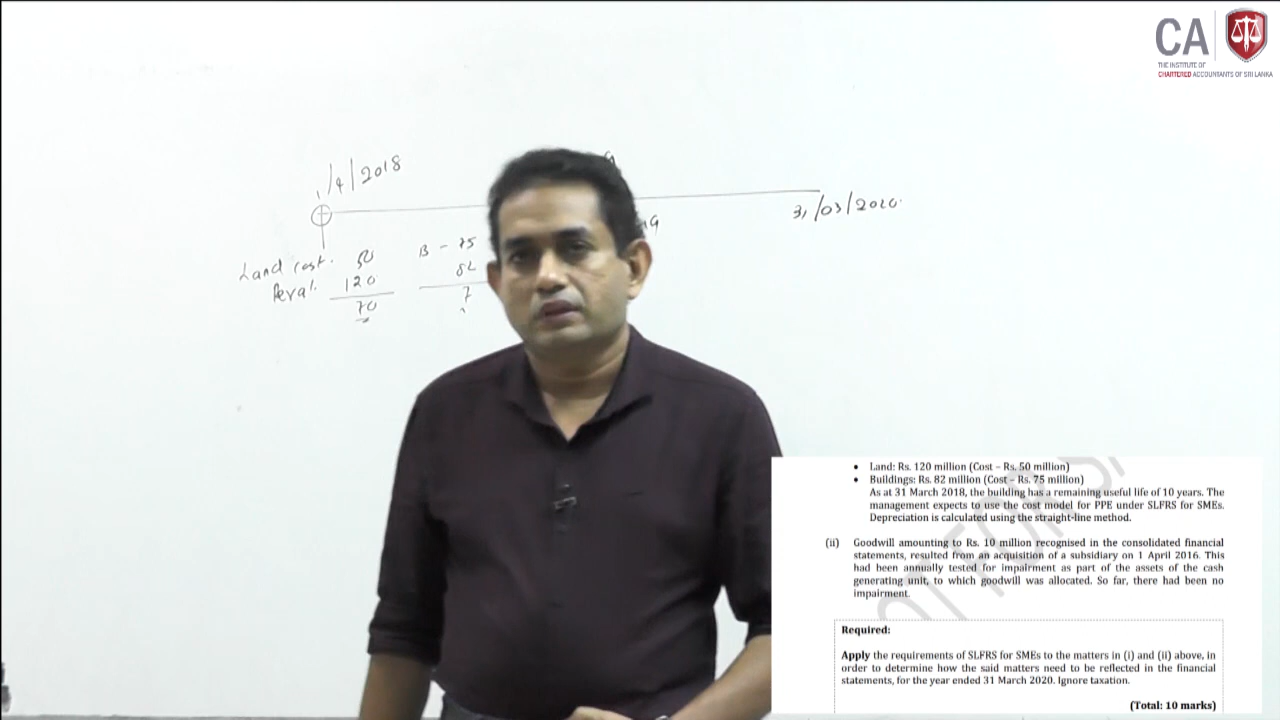 CA
THE INSTITUTE OF
CHARTERED ACCOUNTANTS OF SRI LANKA
1/4/2018
31/03/2020
Land cost. 50
Reval. 120
70
B - 75
82
7
• Land: Rs. 120 million (Cost – Rs. 50 million)
• Buildings: Rs. 82 million (Cost – Rs. 75 million)
As at 31 March 2018, the building has a remaining useful life of 10 years. The
management expects to use the cost model for PPE under SLFRS for SMEs.
Depreciation is calculated using the straight-line method.
(ii) Goodwill amounting to Rs. 10 million recognised in the consolidated financial
statements, resulted from an acquisition of a subsidiary on 1 April 2016. This
had been annually tested for impairment as part of the assets of the cash
generating unit, to which goodwill was allocated. So far, there had been no
impairment.
Required:
Apply the requirements of SLFRS for SMEs to the matters in (i) and (ii) above, in
order to determine how the said matters need to be reflected in the financial
statements, for the year ended 31 March 2020. Ignore taxation.
(Total: 10 marks)